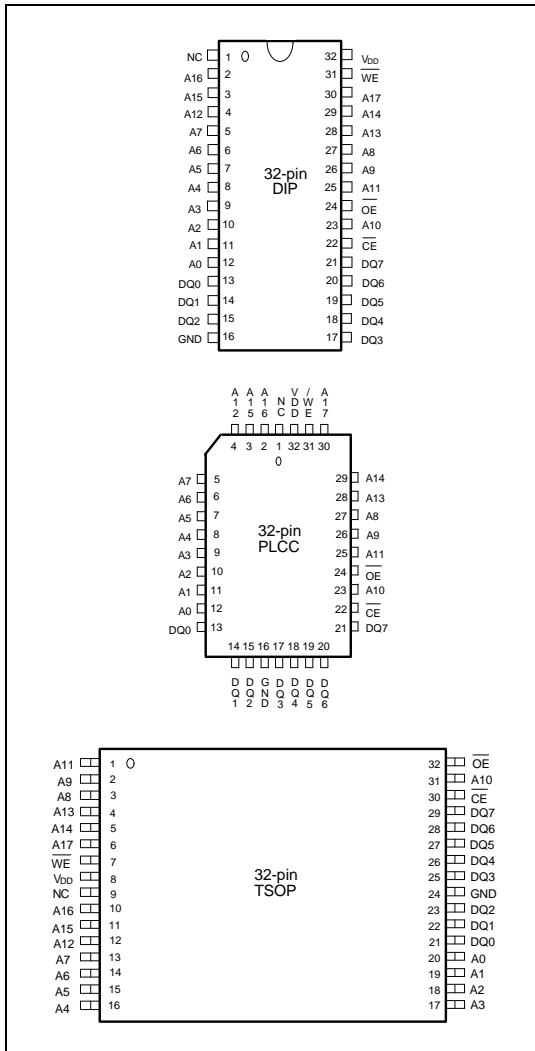 NC 1 32 VDD
A16 2 31 WE
A15 3 30 A17
A12 4 29 A14
A7 5 28 A13
A6 6 27 A8
A5 7 26 A9
A4 8 25 A11
A3 9 24 OE
A2 10 23 A10
A1 11 22 CE
A0 12 21 DQ7
DQ0 13 20 DQ6
DQ1 14 19 DQ5
DQ2 15 18 DQ4
GND 16 17 DQ3
32-pin
DIP
A12 A15 A16 NC VDD /WE A17
4 3 2 1 32 31 30
A7 5 29 A14
A6 6 28 A13
A5 7 27 A8
A4 8 26 A9
A3 9 25 A11
A2 10 24 OE
A1 11 23 A10
A0 12 22 CE
DQ0 13 21 DQ7
32-pin
PLCC
14 15 16 17 18 19 20
DQ1 DQ2 GND DQ3 DQ4 DQ5 DQ6
A11 1 32 OE
A9 2 31 A10
A8 3 30 CE
A13 4 29 DQ7
A14 5 28 DQ6
A17 6 27 DQ5
WE 7 26 DQ4
VDD 8 25 DQ3
NC 9 24 GND
A16 10 23 DQ2
A15 11 22 DQ1
A12 12 21 DQ0
A7 13 20 A0
A6 14 19 A1
A5 15 18 A2
A4 16 17 A3
32-pin
TSOP